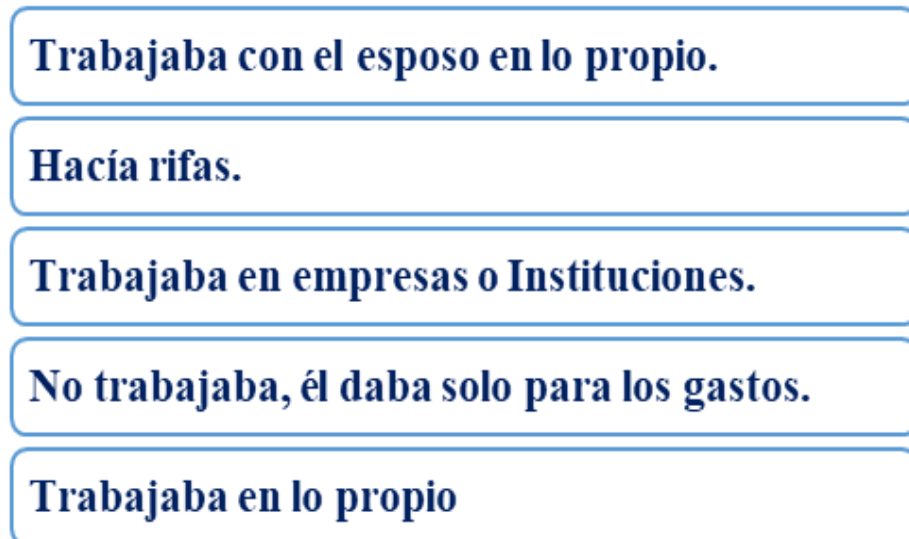 Trabajaba con el esposo en lo propio.
Hacía rifas.
Trabajaba en empresas o Instituciones.
No trabajaba, él daba solo para los gastos.
Trabajaba en lo propio